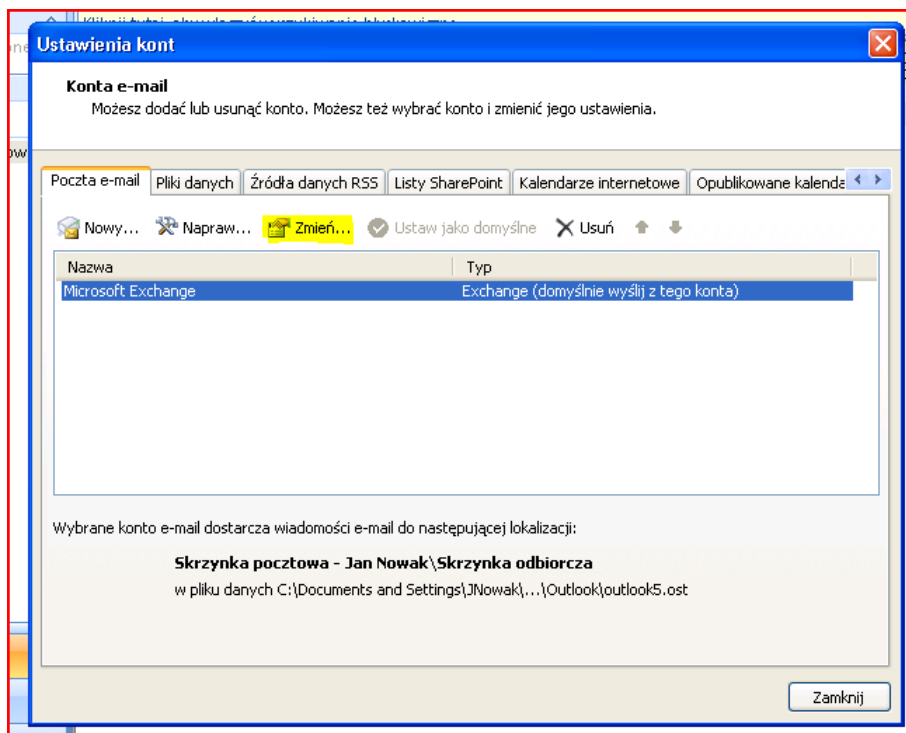 Ustawienia kont
Konta e-mail
Możesz dodać lub usunąć konto. Możesz też wybrać konto i zmienić jego ustawienia.
Poczta e-mail Pliki danych Źródła danych RSS Listy SharePoint Kalendarze internetowe Opublikowane kalenda
Nowy... Napraw... Zmień... Ustaw jako domyślne Usuń
Nazwa Typ
Microsoft Exchange Exchange (domyślnie wyślij z tego konta)
Wybrane konto e-mail dostarcza wiadomości e-mail do następującej lokalizacji:
Skrzynka pocztowa - Jan Nowak\Skrzynka odbiorcza
w pliku danych C:\Documents and Settings\JNowak\...\Outlook\outlook5.ost
Zamknij